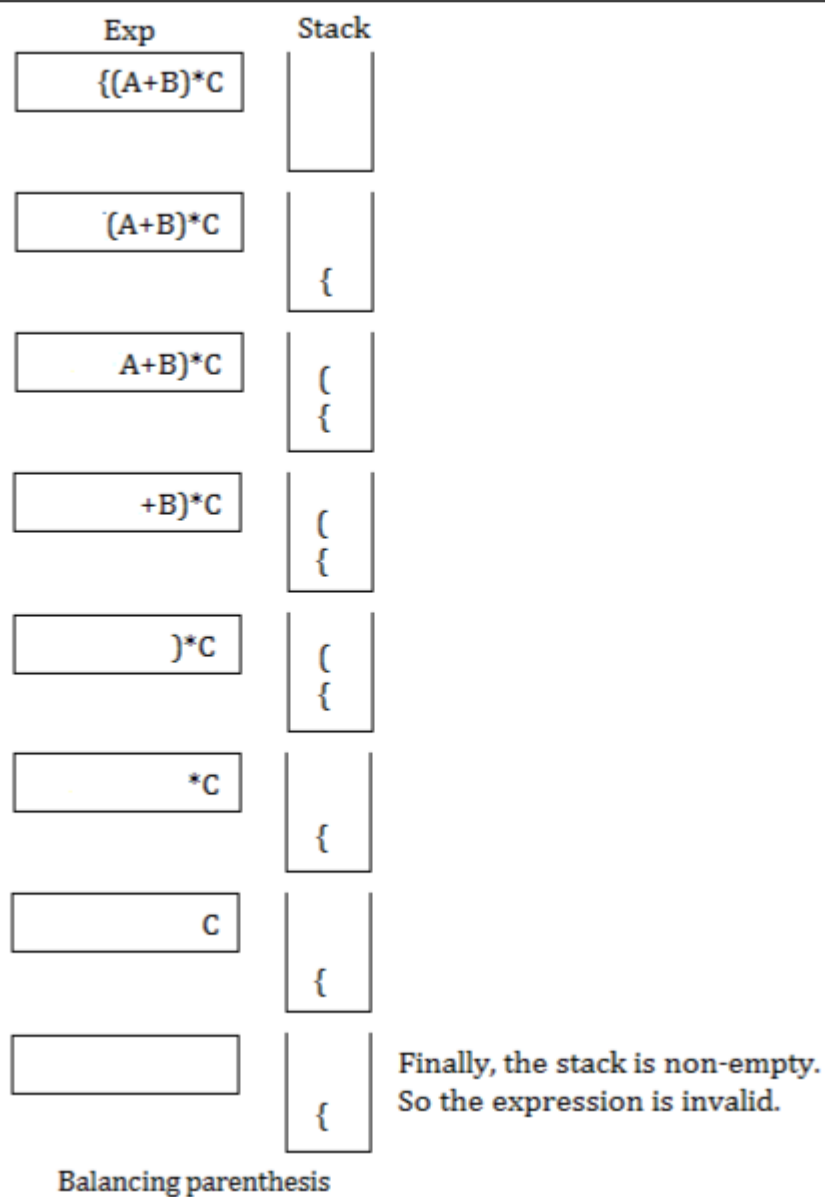 Exp Stack
{(A+B)*C
(A+B)*C
{
A+B)*C
(
{
+B)*C
(
{
)*C
(
{
*C
{
C
{
Finally, the stack is non-empty.
So the expression is invalid.
{
Balancing parenthesis